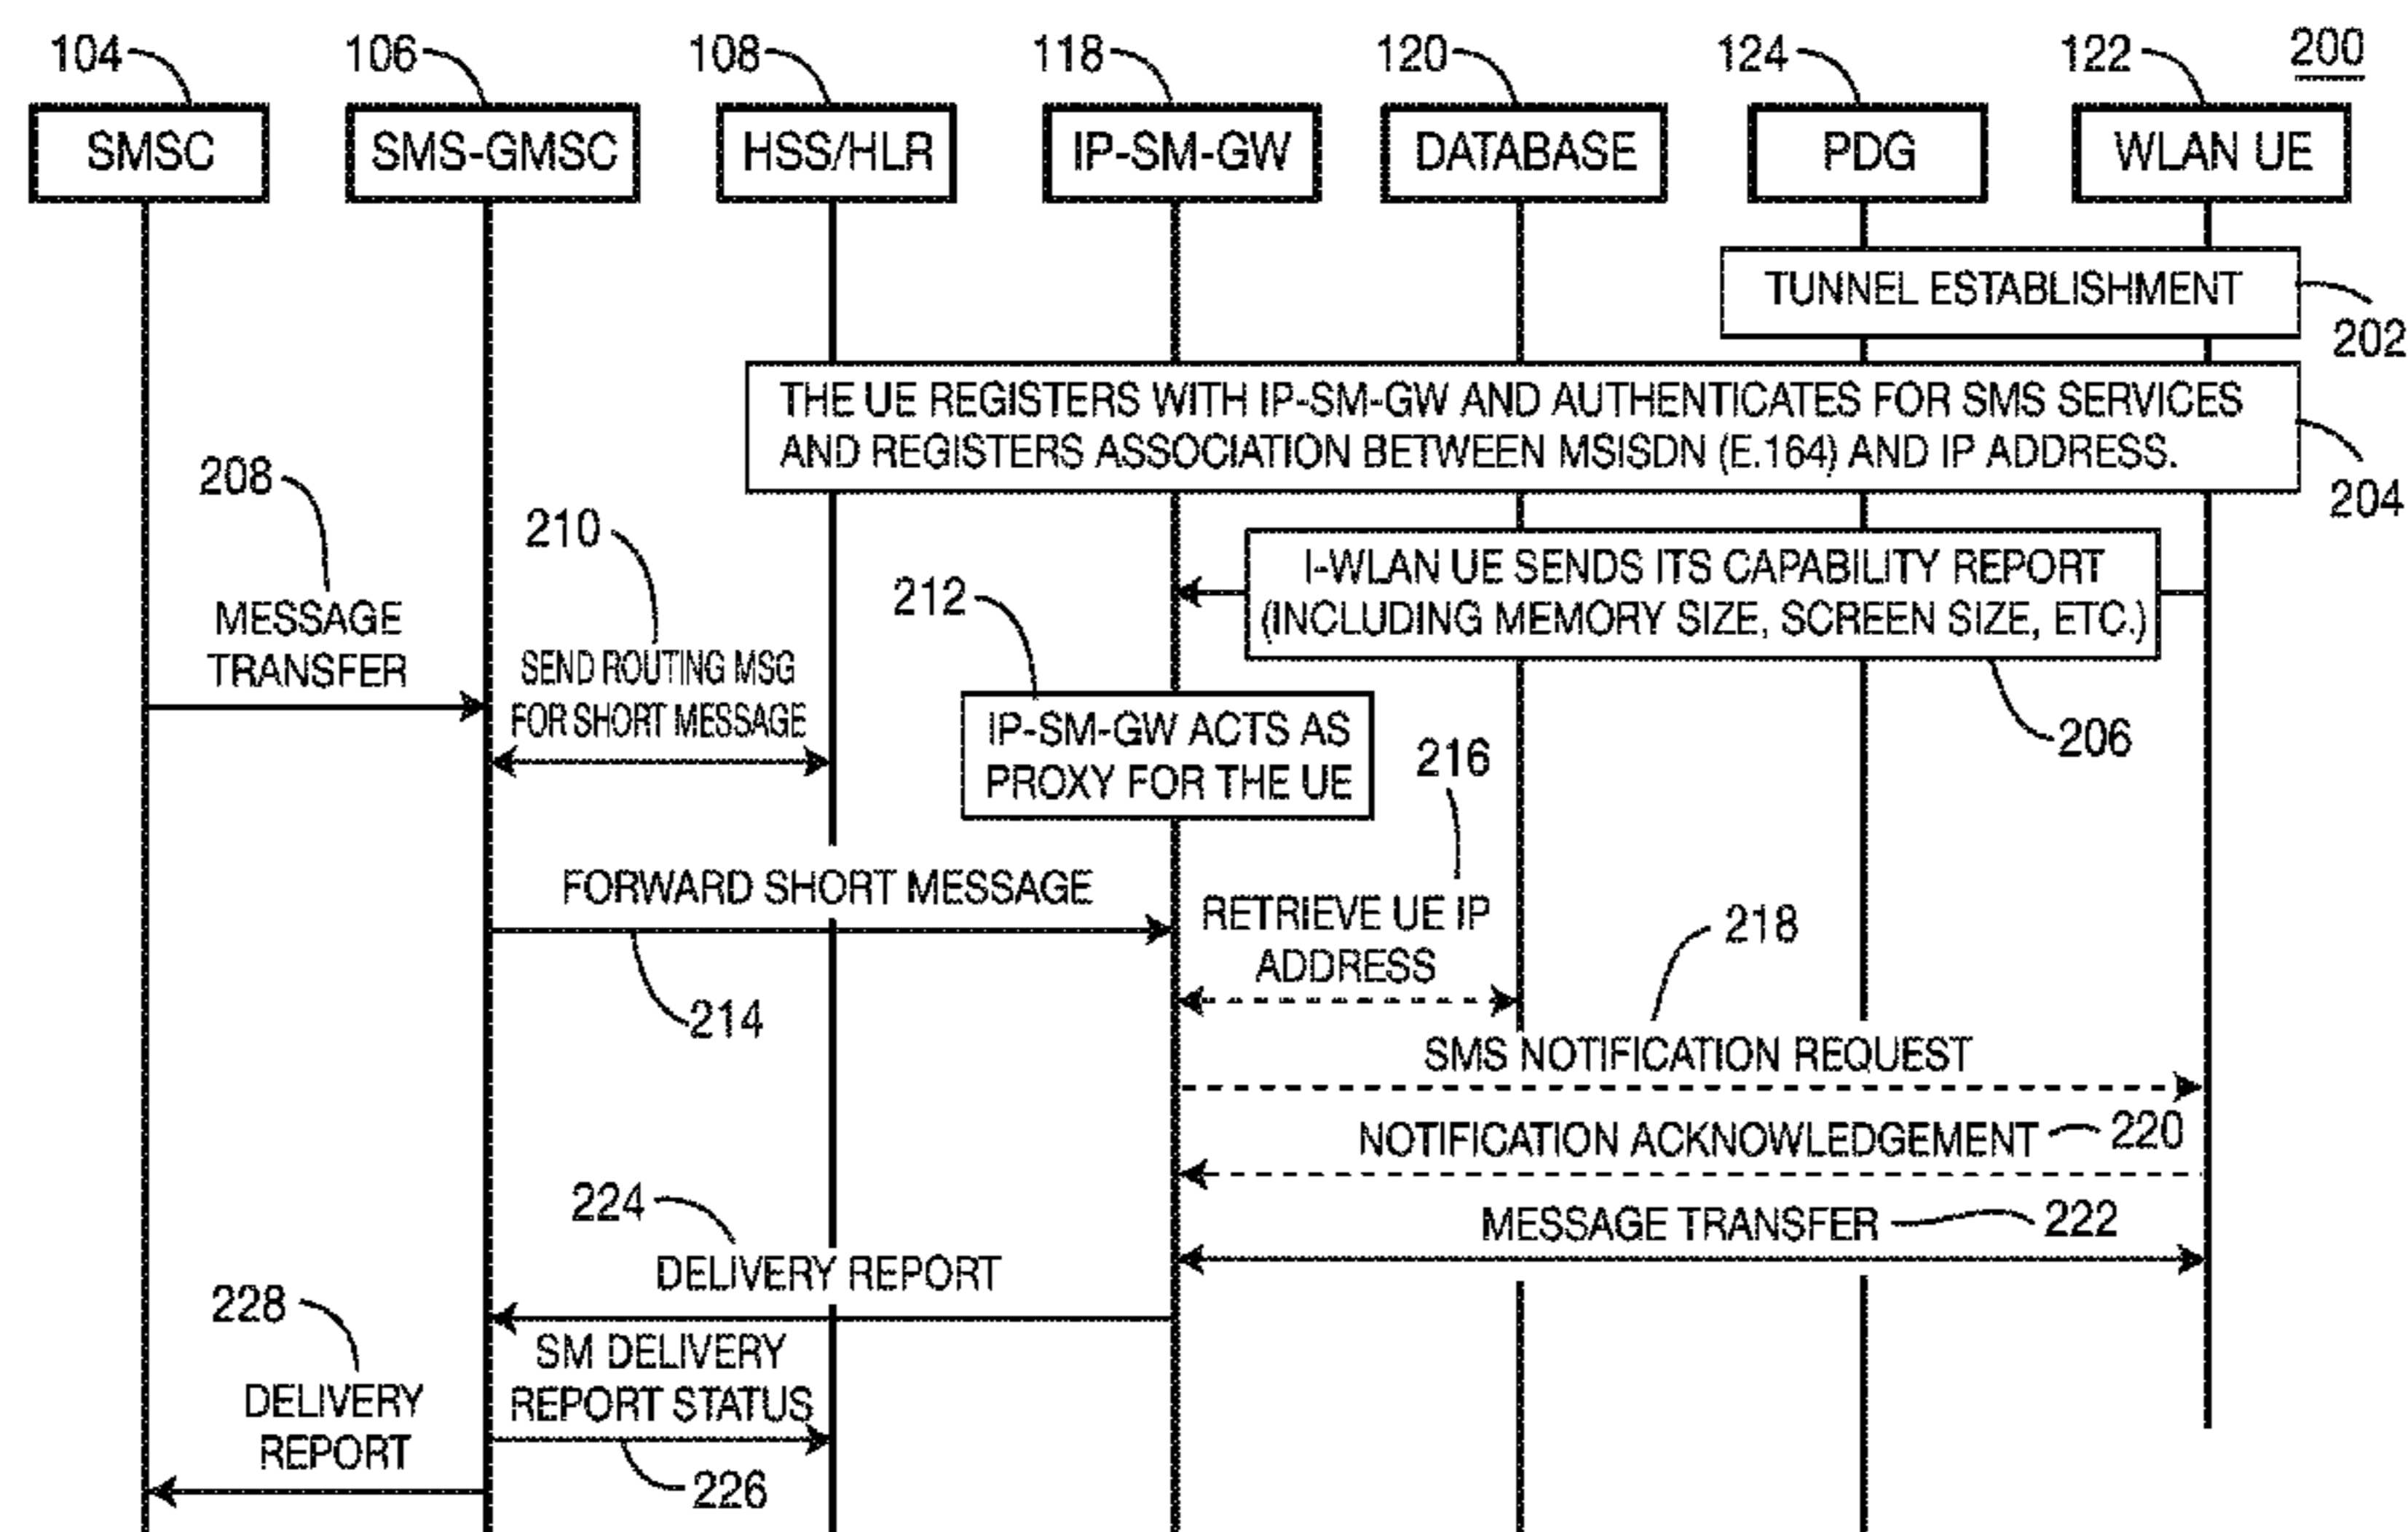 104
106
108
118
120
124
122
200
SMSC
SMS-GMSC
HSS/HLR
IP-SM-GW
DATABASE
PDG
WLAN UE
TUNNEL ESTABLISHMENT
202
THE UE REGISTERS WITH IP-SM-GW AND AUTHENTICATES FOR SMS SERVICES
AND REGISTERS ASSOCIATION BETWEEN MSISDN (E.164) AND IP ADDRESS.
204
208
MESSAGE
TRANSFER
210
SEND ROUTING MSG
FOR SHORT MESSAGE
I-WLAN UE SENDS ITS CAPABILITY REPORT
(INCLUDING MEMORY SIZE, SCREEN SIZE, ETC.)
206
212
IP-SM-GW ACTS AS
PROXY FOR THE UE
FORWARD SHORT MESSAGE
214
216
RETRIEVE UE IP
ADDRESS
218
SMS NOTIFICATION REQUEST
NOTIFICATION ACKNOWLEDGEMENT
220
MESSAGE TRANSFER
222
224
DELIVERY REPORT
SM DELIVERY
REPORT STATUS
226
228
DELIVERY
REPORT